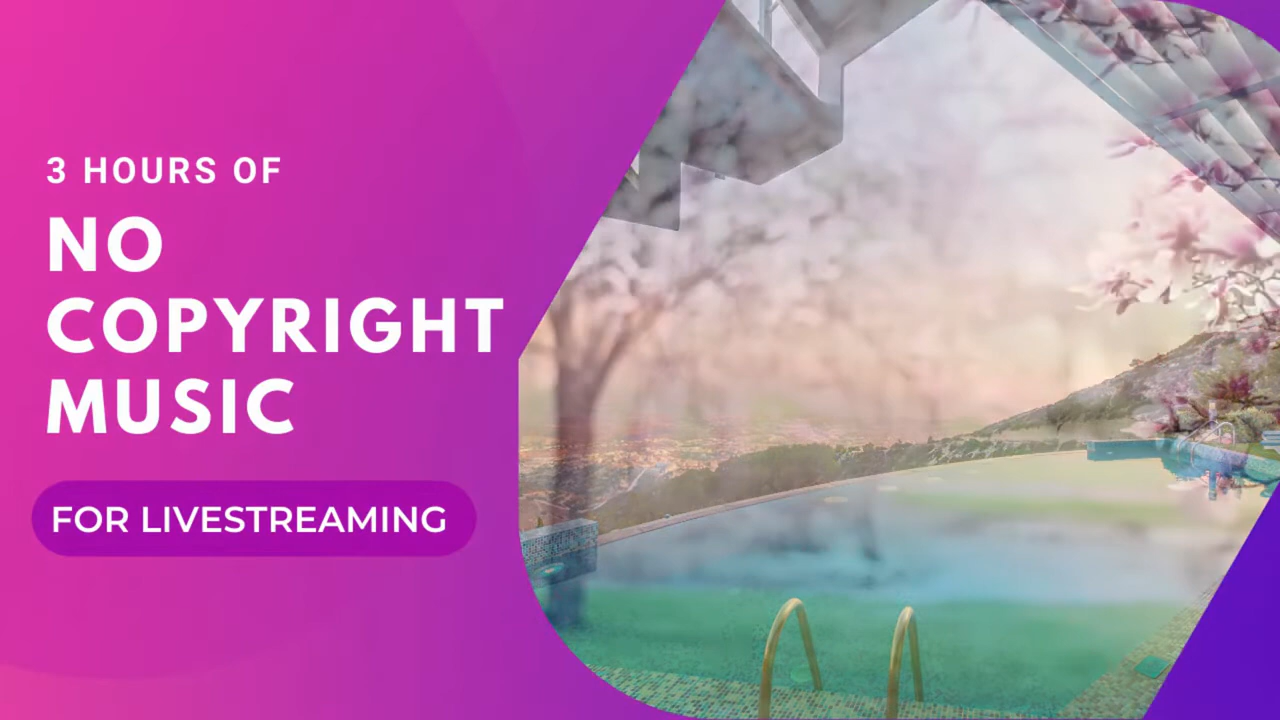 3 HOURS OF
NO
COPYRIGHT
MUSIC
FOR LIVESTREAMING